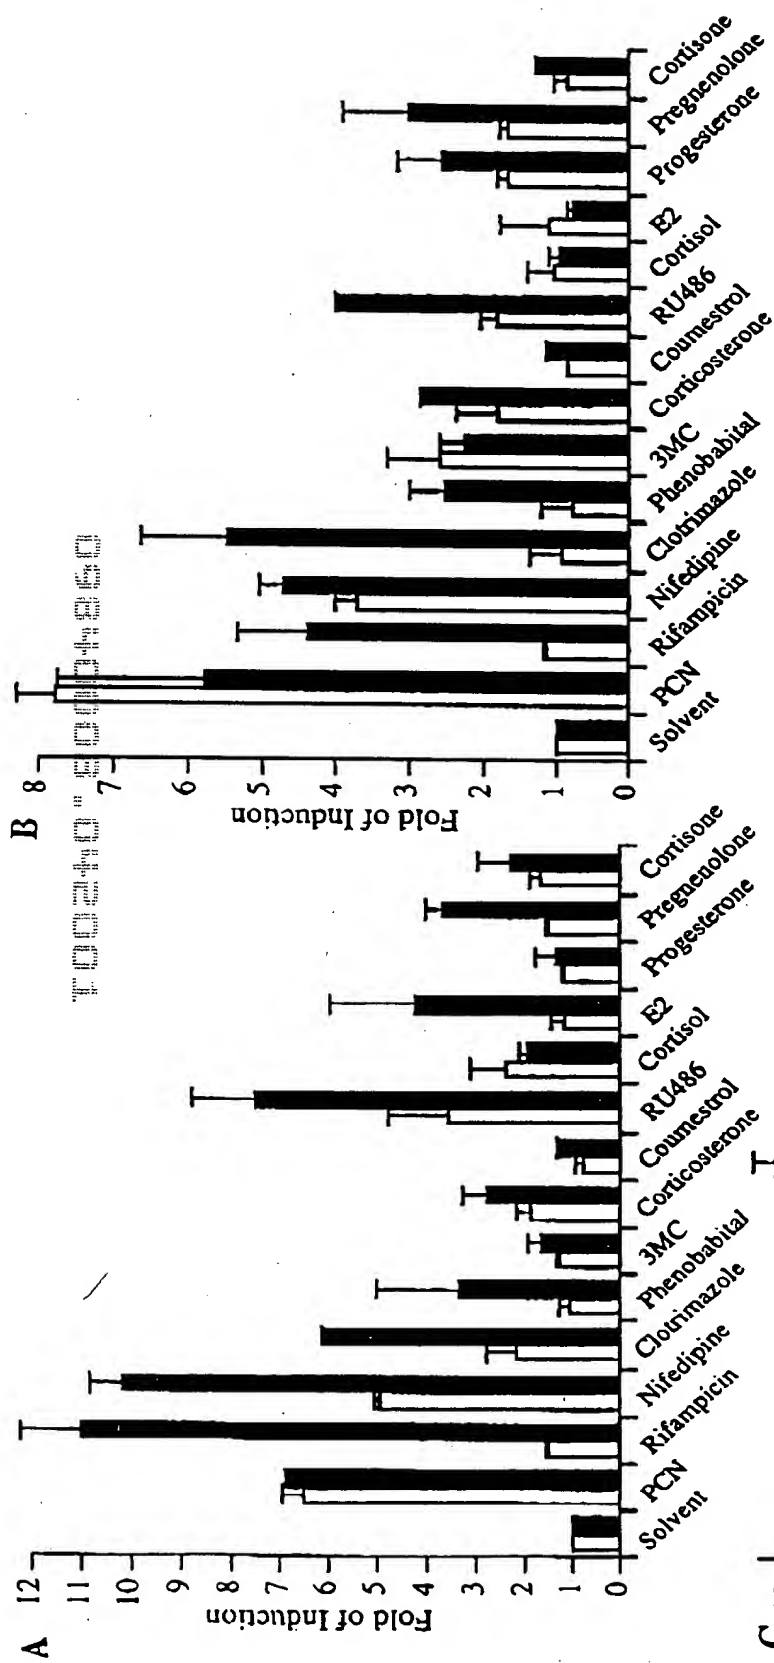 A
Fold of Induction
12
11
10
9
8
7
6
5
4
3
2
1
0
Solvent
PCN
Rifampicin
Nifedipine
Clotrimazole
Phenobabital
3MC
Corticosterone
Coumestrol
RU486
Cortisol
E2
Progesterone
Pregnenolone
Cortisone
B
Fold of Induction
8
7
6
5
4
3
2
1
0
Solvent
PCN
Rifampicin
Nifedipine
Clotrimazole
Phenobabital
3MC
Corticosterone
Coumestrol
RU486
Cortisol
E2
Progesterone
Pregnenolone
Cortisone